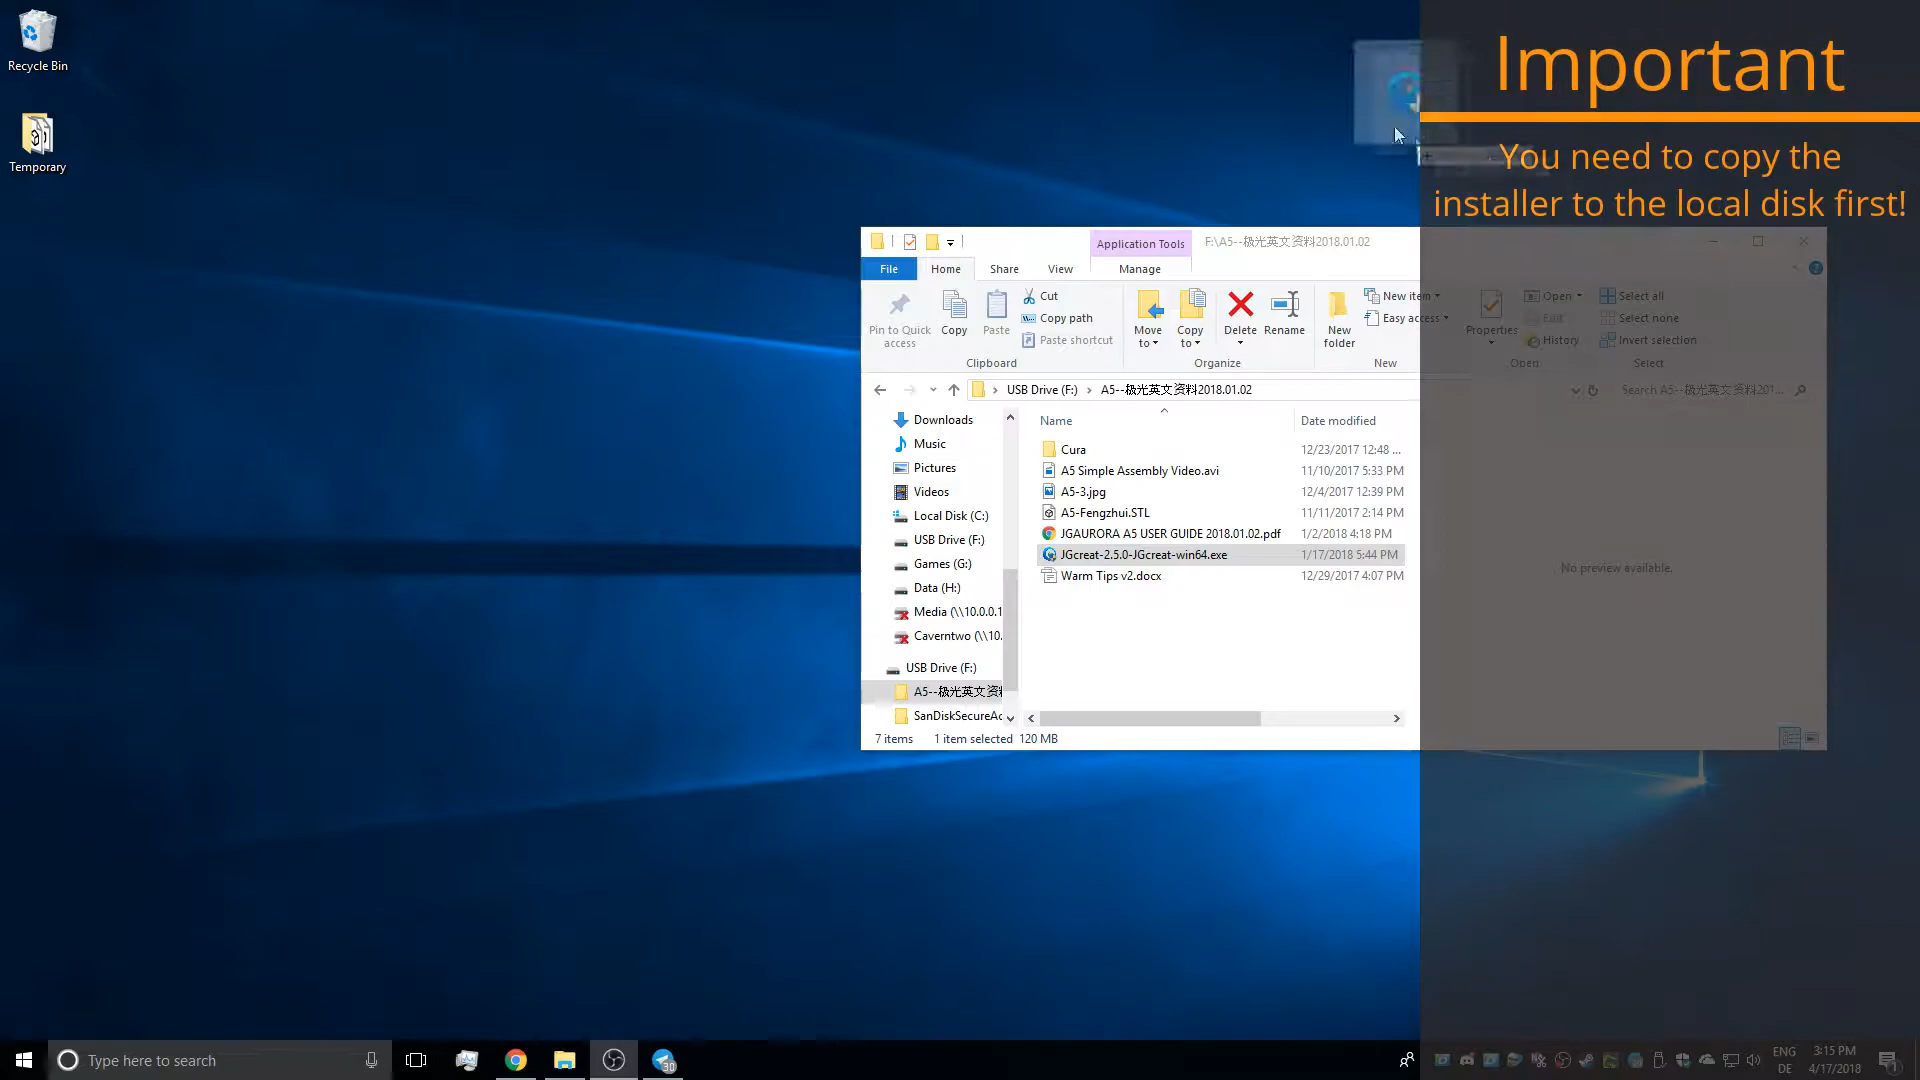 Recycle Bin
Temporary
Important
You need to copy the
installer to the local disk first!
Application Tools
F:\A5--极光英文资料2018.01.02
File
Home
Share
View
Manage
Pin to Quick
access
Copy
Paste
Cut
Copy path
Paste shortcut
Clipboard
Move
to
Copy
to
Delete
Rename
Organize
New
folder
New item
Easy access
New
Properties
Open
Edit
History
Open
Select all
Select none
Invert selection
Select
USB Drive (F:)
A5--极光英文资料2018.01.02
Search A5--极光英文资料201...
Downloads
Music
Pictures
Videos
Local Disk (C:)
USB Drive (F:)
Games (G:)
Data (H:)
Media (\\10.0.0.1
Caverntwo (\\10.
USB Drive (F:)
A5--极光英文资
SanDiskSecureAc
Name
Date modified
Cura
12/23/2017 12:48 ...
A5 Simple Assembly Video.avi
11/10/2017 5:33 PM
A5-3.jpg
12/4/2017 12:39 PM
A5-Fengzhui.STL
11/11/2017 2:14 PM
JGAURORA A5 USER GUIDE 2018.01.02.pdf
1/2/2018 4:18 PM
JGcreat-2.5.0-JGcreat-win64.exe
1/17/2018 5:44 PM
Warm Tips v2.docx
12/29/2017 4:07 PM
No preview available.
7 items
1 item selected
120 MB
Type here to search
30
ENG
DE
3:15 PM
4/17/2018
1